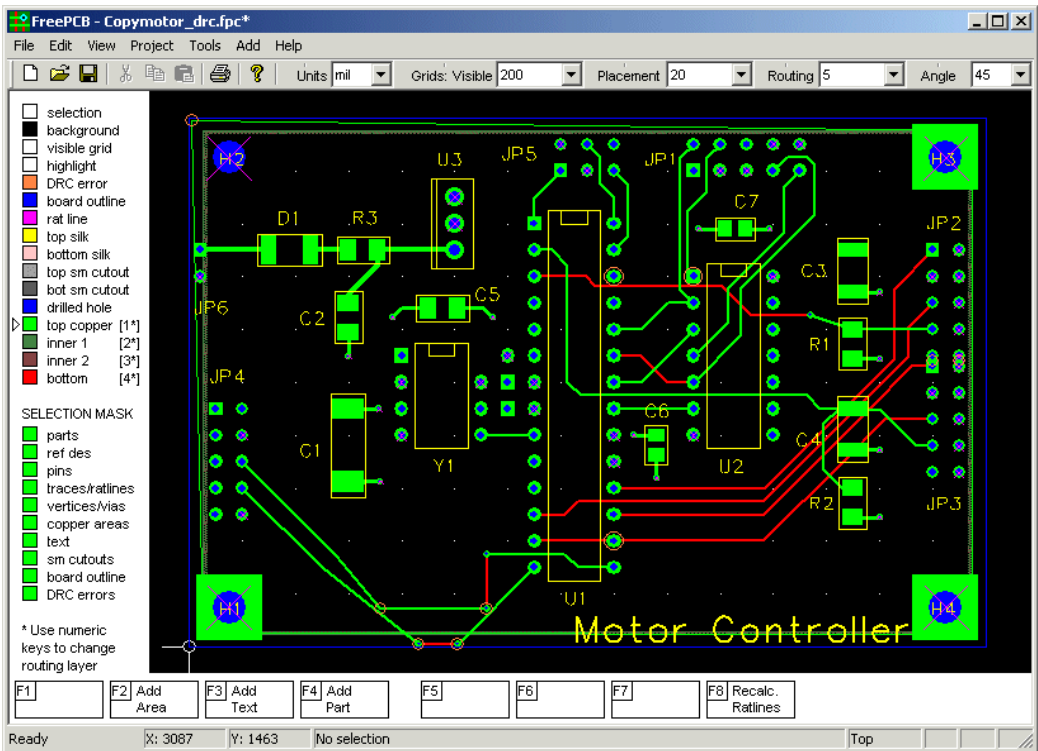 FreePCB - Copymotor_drc.fpc*
File Edit View Project Tools Add Help
Units mil Grids: Visible 200 Placement 20 Routing 5 Angle 45
selection
background
visible grid
highlight
DRC error
board outline
rat line
top silk
bottom silk
top sm cutout
bot sm cutout
drilled hole
top copper [1*]
inner 1 [2*]
inner 2 [3*]
bottom [4*]
SELECTION MASK
parts
ref des
pins
traces/ratlines
vertices/vias
copper areas
text
sm cutouts
board outline
DRC errors
* Use numeric
keys to change
routing layer
H2 U3 JP5 JP1 H3
D1 R3 C7 JP2
C3
JP6 C2 C5
R1
JP4
C6
C1 Y1 U2 C4
R2 JP3
H1 U1 H4
Motor Controller
F1 F2 Add Area F3 Add Text F4 Add Part F5 F6 F7 F8 Recalc. Ratlines
Ready X: 3087 Y: 1463 No selection Top